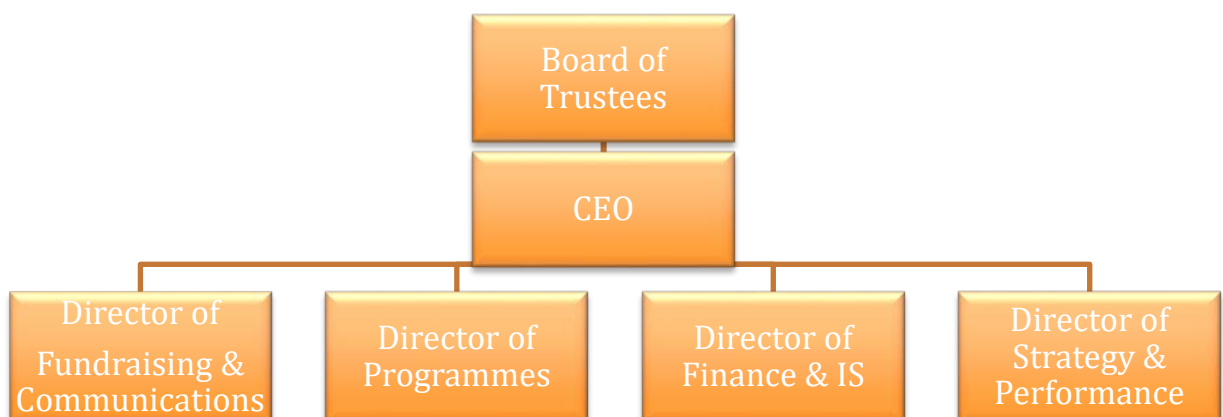 Board of
Trustees
CEO
Director of
Fundraising &
Communications
Director of
Programmes
Director of
Finance & IS
Director of
Strategy &
Performance